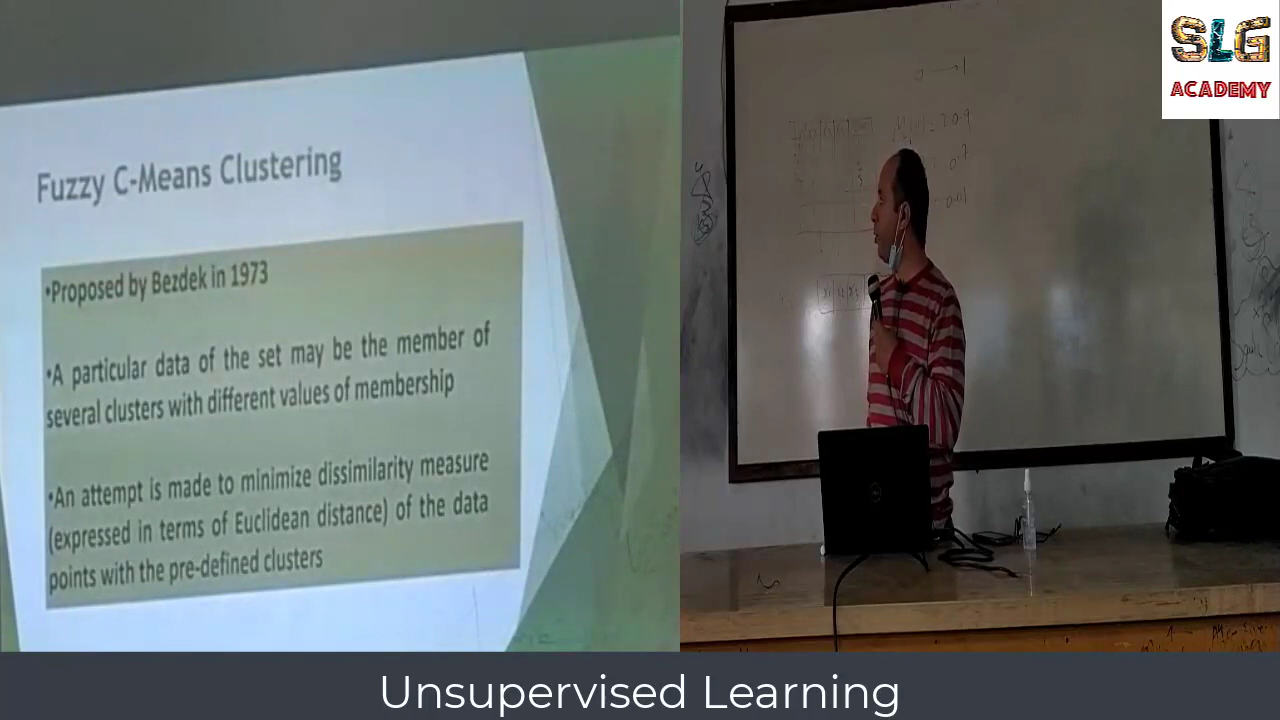 Fuzzy C-Means Clustering
•Proposed by Bezdek in 1973
•A particular data of the set may be the member of
several clusters with different values of membership
•An attempt is made to minimize dissimilarity measure
(expressed in terms of Euclidean distance) of the data
points with the pre-defined clusters
SLG
ACADEMY
Unsupervised Learning